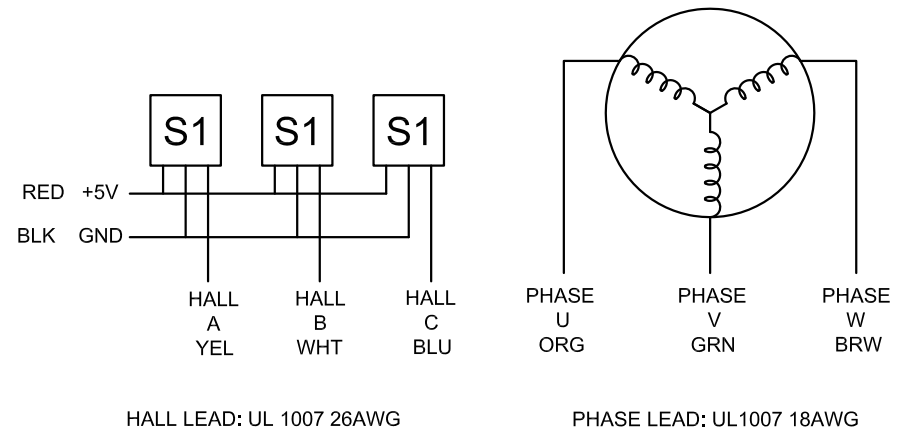 S1 S1 S1
RED +5V
BLK GND
HALL A YEL
HALL B WHT
HALL C BLU
PHASE U ORG
PHASE V GRN
PHASE W BRW
HALL LEAD: UL 1007 26AWG
PHASE LEAD: UL1007 18AWG